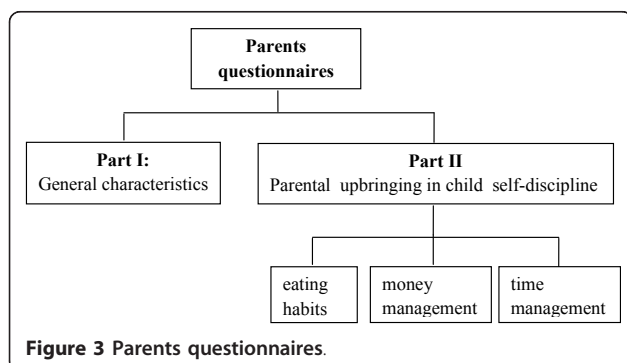 Parents
questionnaires
Part I:
General characteristics
Part II
Parental upbringing in child self-discipline
eating
habits
money
management
time
management
Figure 3 Parents questionnaires.